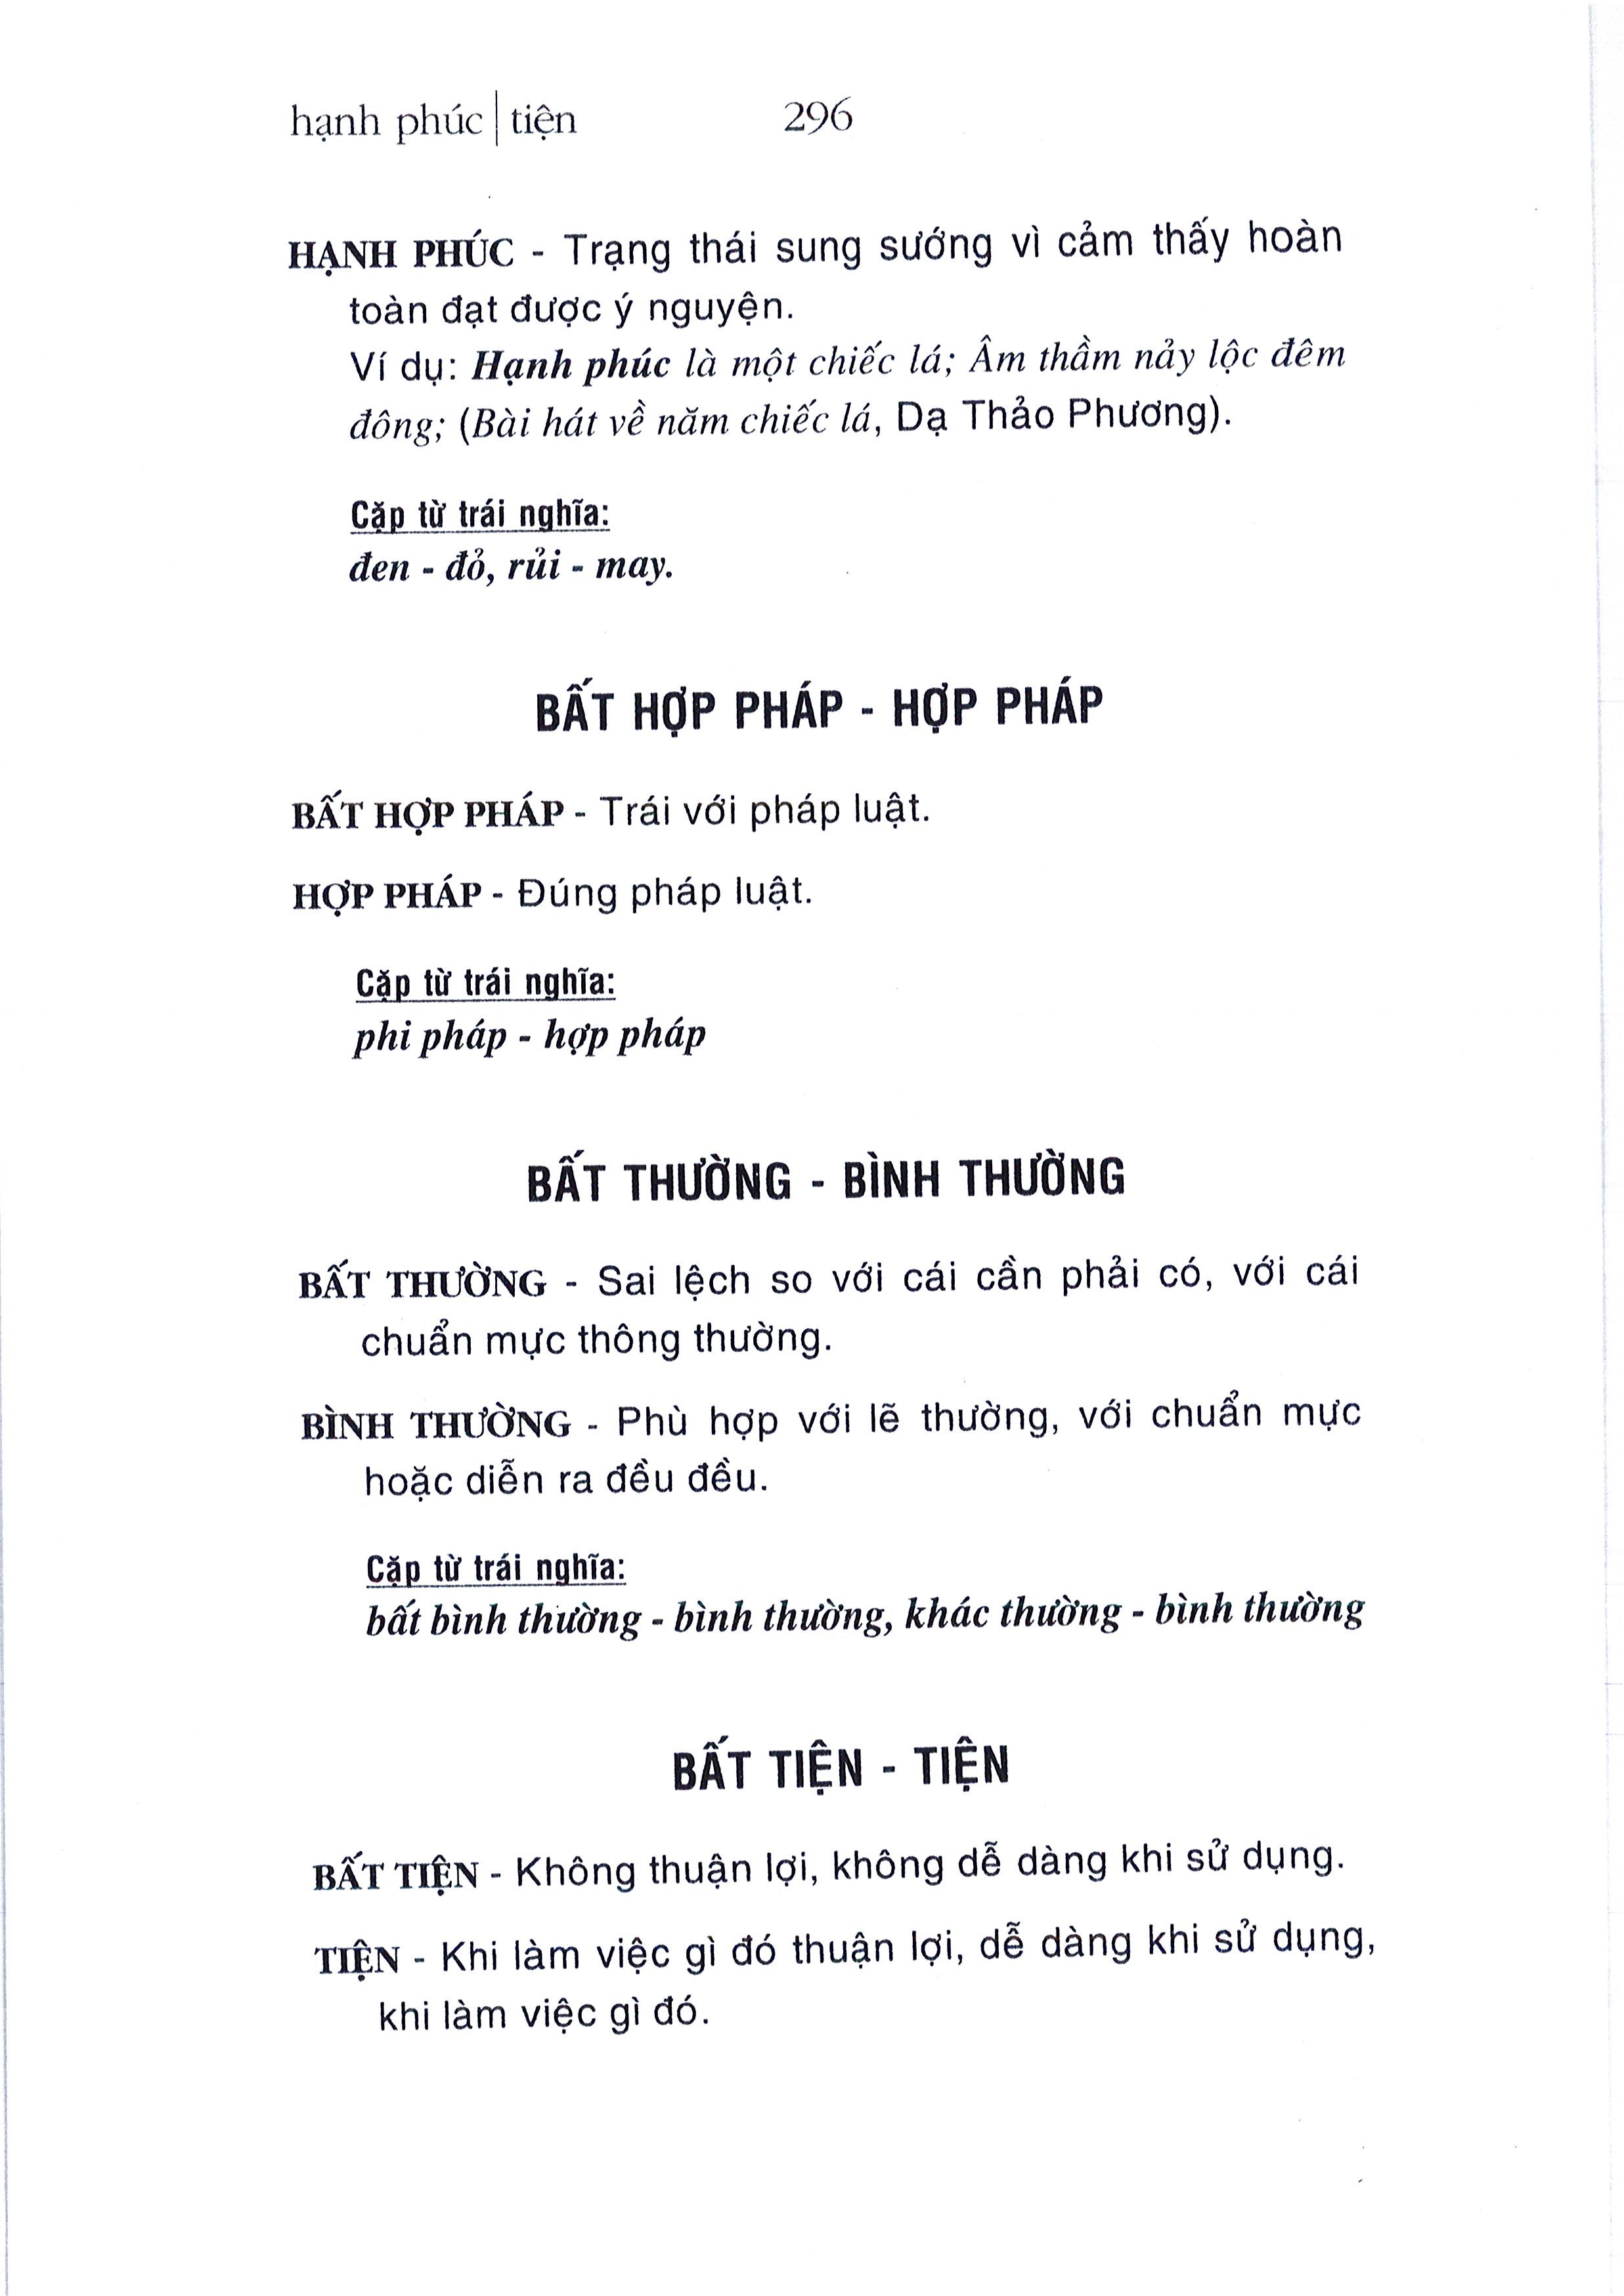 hạnh phúc | tiện 296
HẠNH PHÚC - Trạng thái sung sướng vì cảm thấy hoàn
toàn đạt được ý nguyện.
Ví dụ: Hạnh phúc là một chiếc lá; Âm thầm nảy lộc đêm
đông; (Bài hát về năm chiếc lá, Dạ Thảo Phương).
Cặp từ trái nghĩa:
đen - đỏ, rủi - may.
BẤT HỢP PHÁP - HỢP PHÁP
BẤT HỢP PHÁP - Trái với pháp luật.
HỢP PHÁP - Đúng pháp luật.
Cặp từ trái nghĩa:
phi pháp - hợp pháp
BẤT THƯỜNG - BÌNH THƯỜNG
BẤT THƯỜNG - Sai lệch so với cái cần phải có, với cái
chuẩn mực thông thường.
BÌNH THƯỜNG - Phù hợp với lẽ thường, với chuẩn mực
hoặc diễn ra đều đều.
Cặp từ trái nghĩa:
bất bình thường - bình thường, khác thường - bình thường
BẤT TIỆN - TIỆN
BẤT TIỆN - Không thuận lợi, không dễ dàng khi sử dụng.
TIỆN - Khi làm việc gì đó thuận lợi, dễ dàng khi sử dụng,
khi làm việc gì đó.